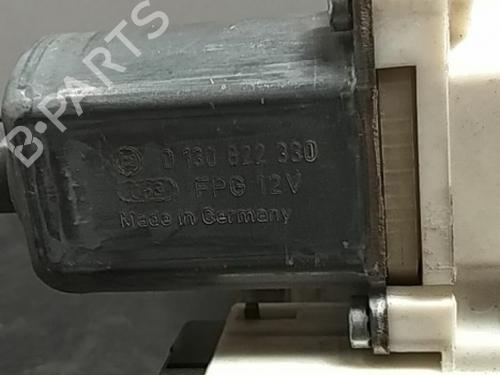 B-PARTS
0 130 822 330
FPG 12V
Made in Germany